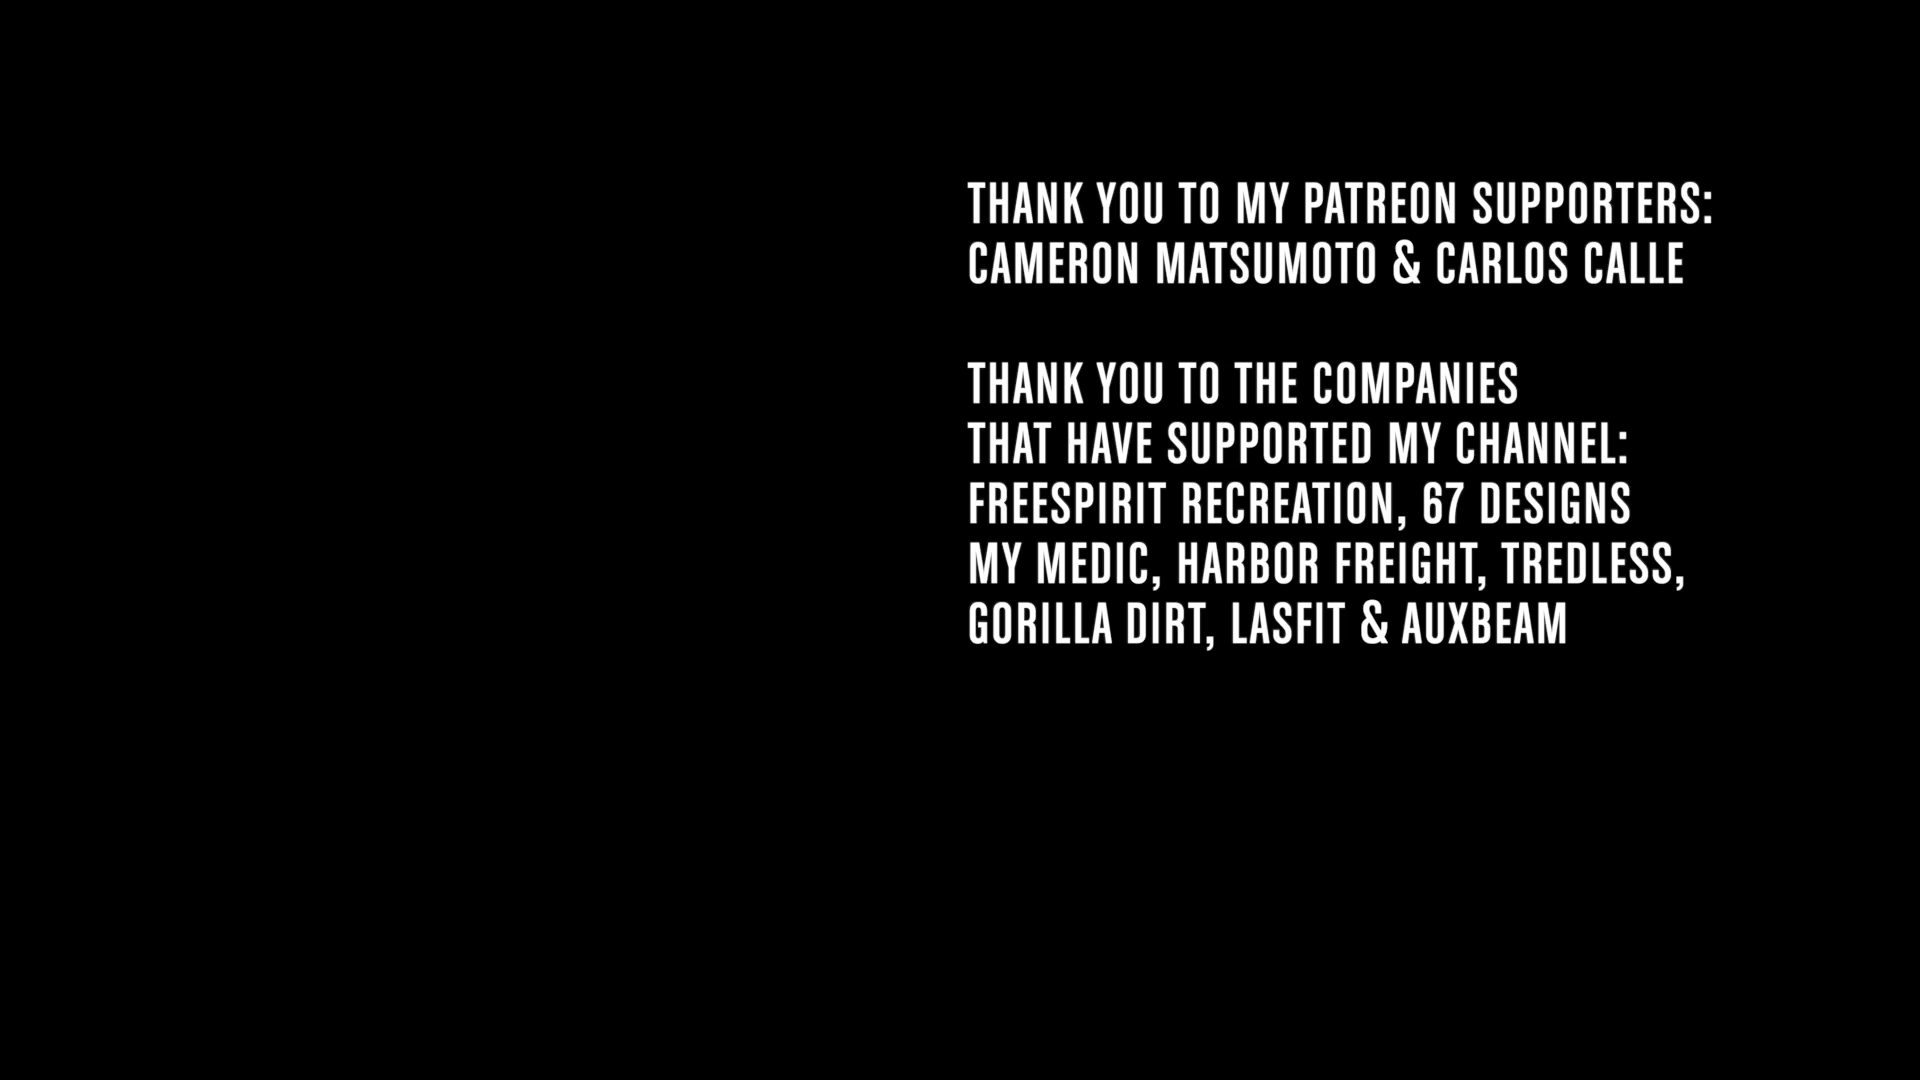 THANK YOU TO MY PATREON SUPPORTERS:
CAMERON MATSUMOTO & CARLOS CALLE
THANK YOU TO THE COMPANIES
THAT HAVE SUPPORTED MY CHANNEL:
FREESPIRIT RECREATION, 67 DESIGNS
MY MEDIC, HARBOR FREIGHT, TREDLESS,
GORILLA DIRT, LASFIT & AUXBEAM